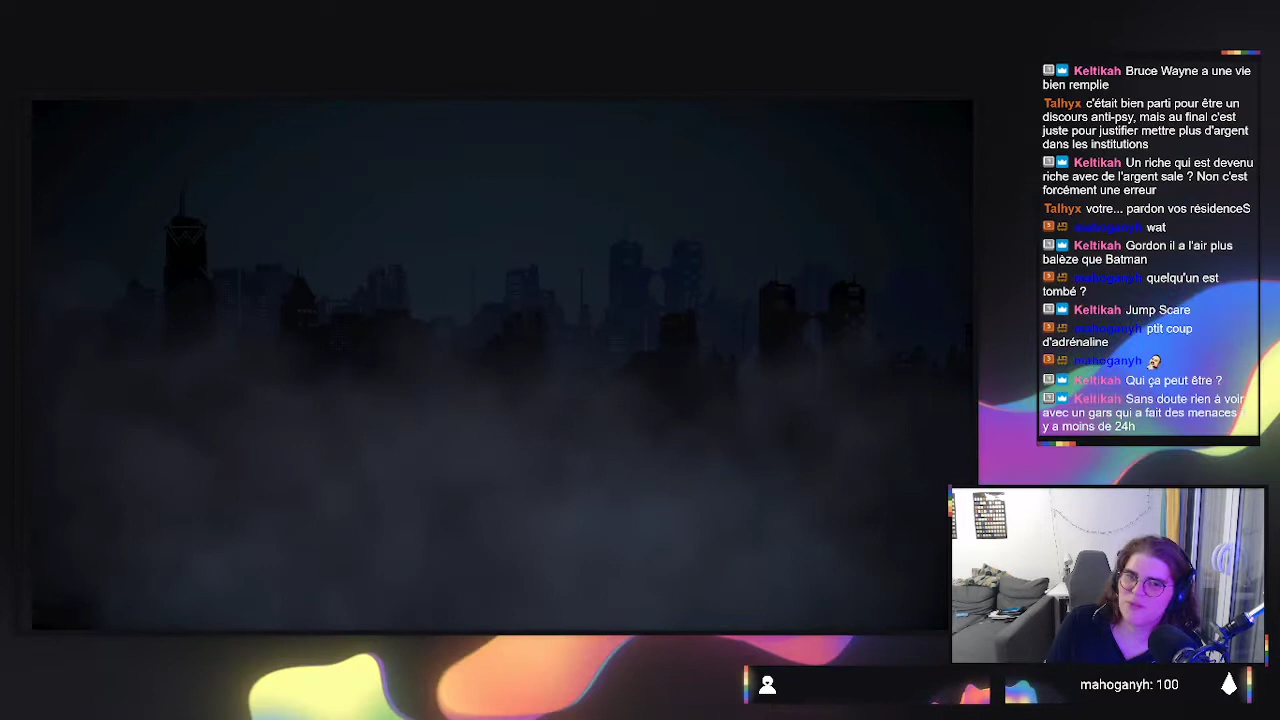 Keltikah Bruce Wayne a une vie
bien remplie
Talhyx c'était bien parti pour être un
discours anti-psy, mais au final c'est
juste pour justifier mettre plus d'argent
dans les institutions
Keltikah Un riche qui est devenu
riche avec de l'argent sale ? Non c'est
forcément une erreur
Talhyx votre... pardon vos résidenceS
mahoganyh wat
Keltikah Gordon il a l'air plus
balèze que Batman
mahoganyh quelqu'un est
tombé ?
Keltikah Jump Scare
mahoganyh ptit coup
d'adrénaline
mahoganyh
Keltikah Qui ça peut être ?
Keltikah Sans doute rien à voir
avec un gars qui a fait des menaces
y a moins de 24h
mahoganyh: 100